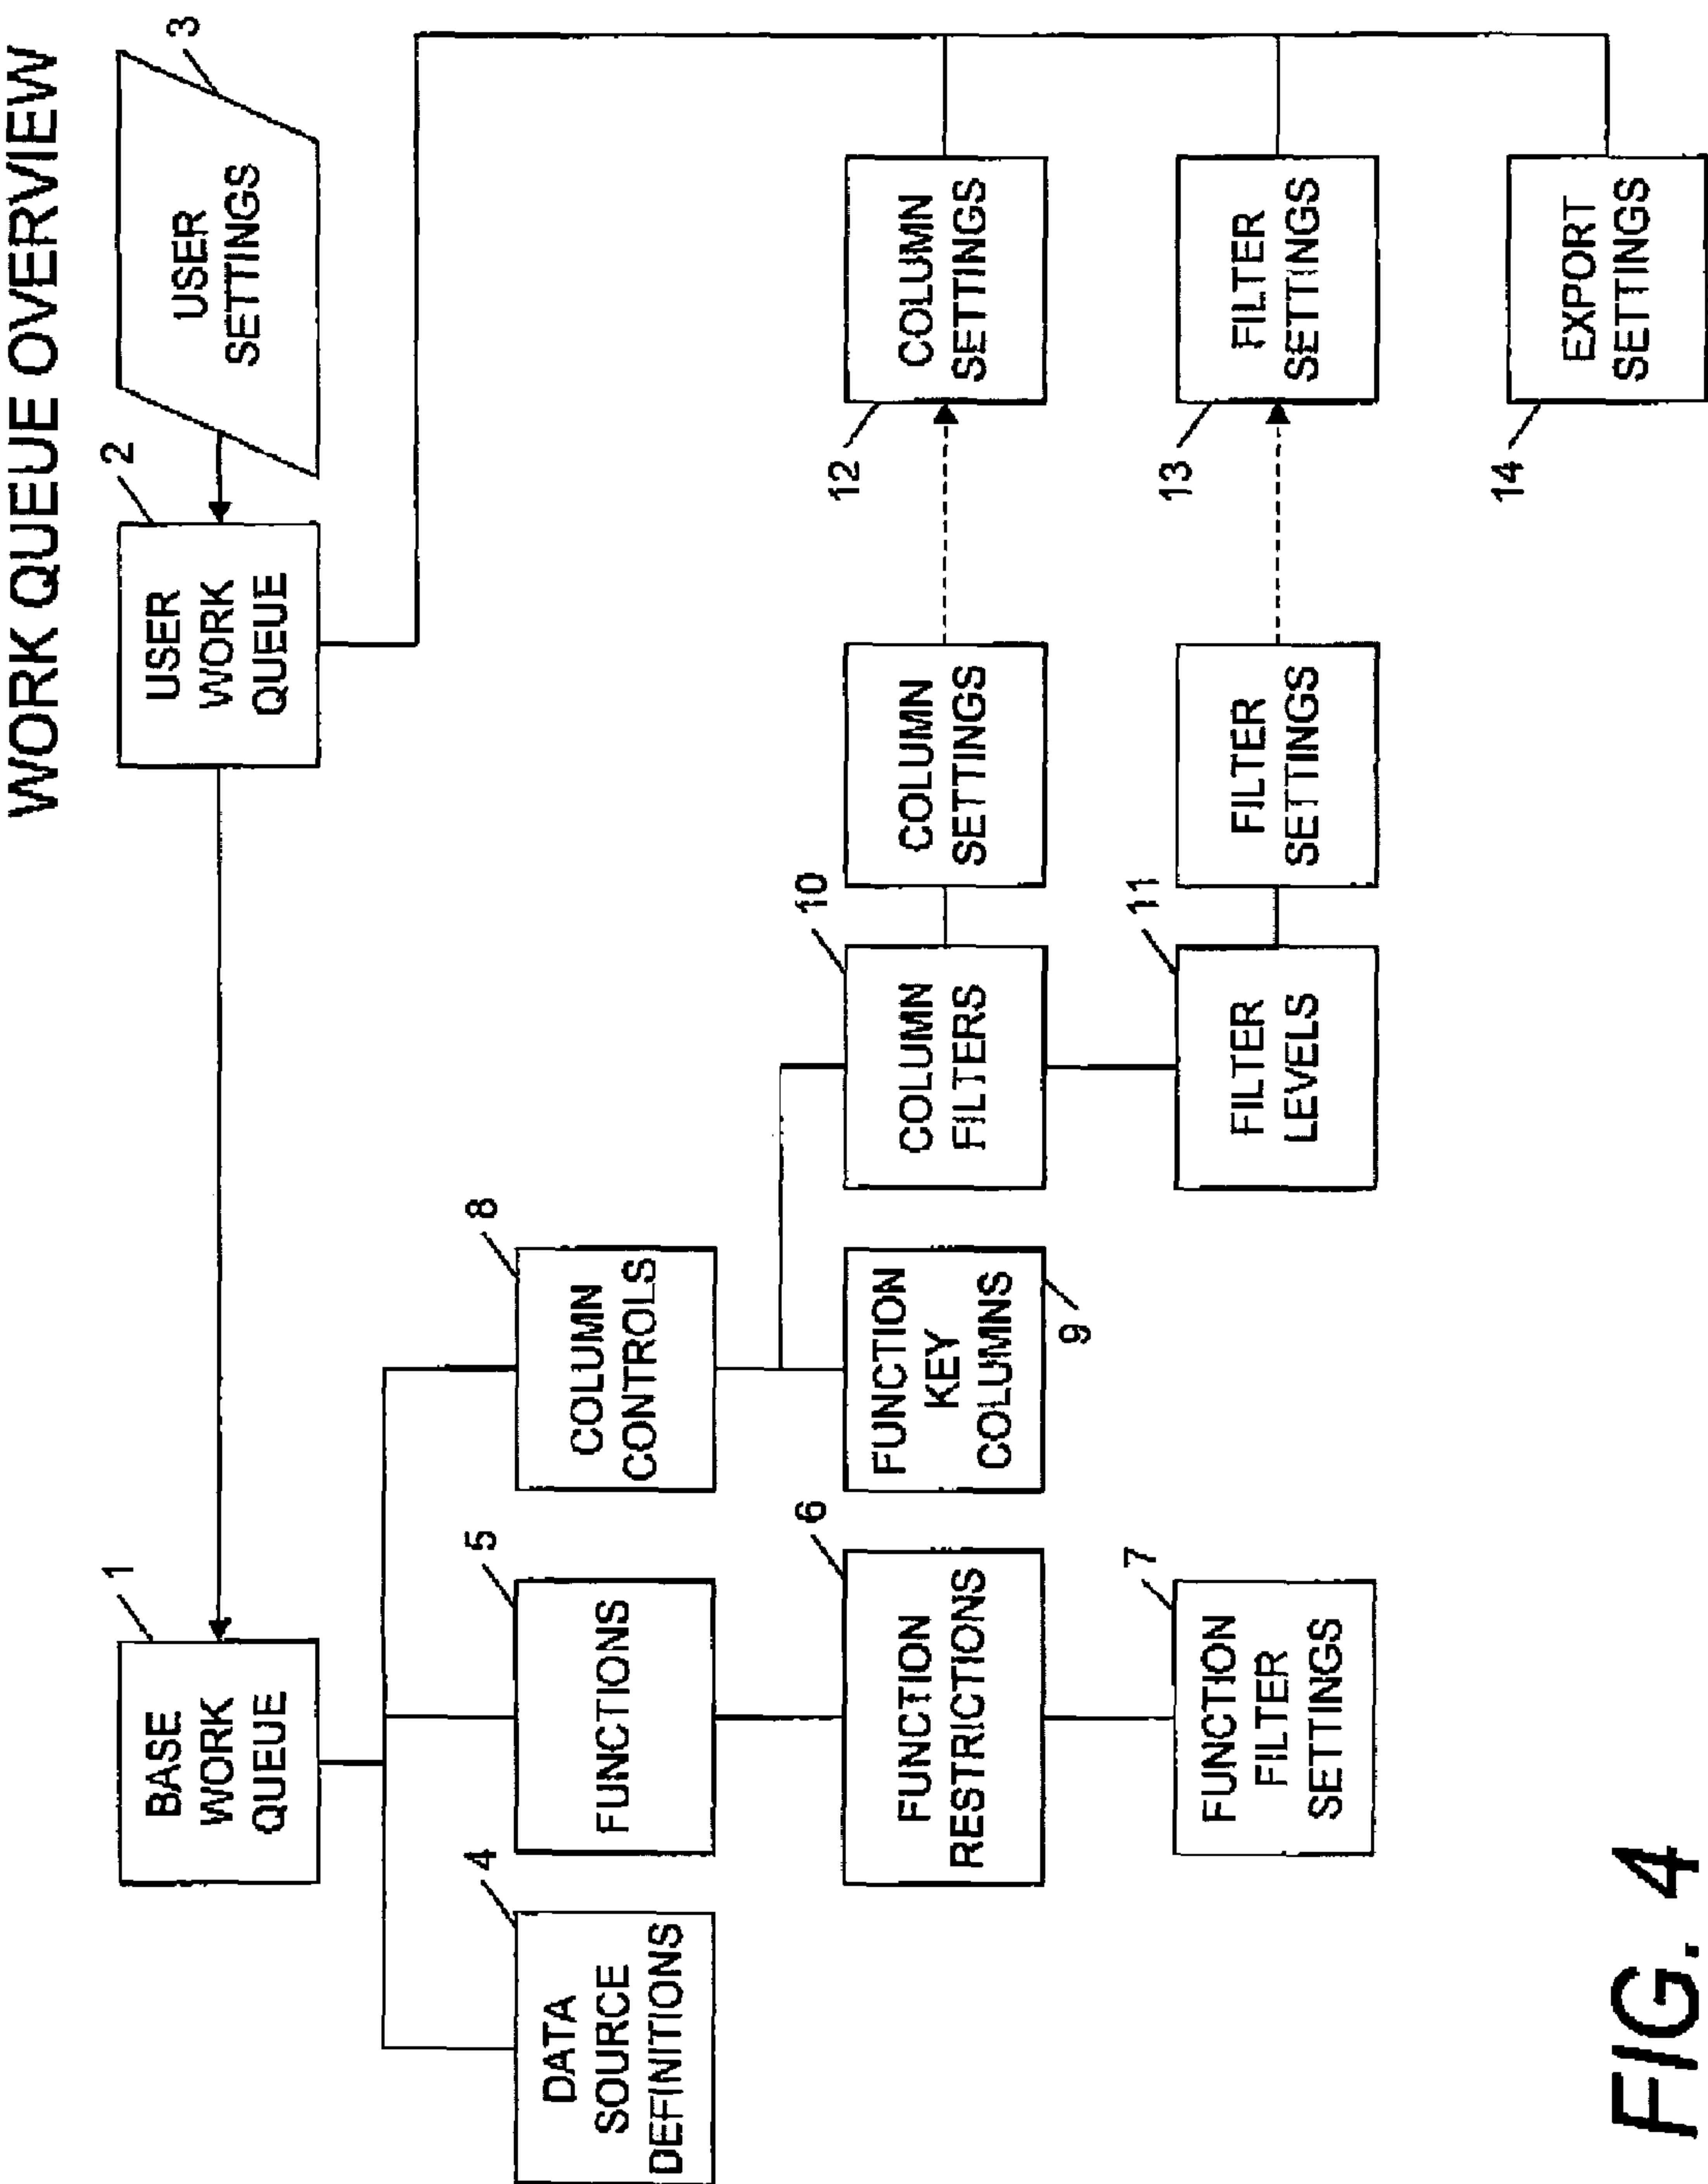 WORK QUEUE OVERVIEW
1
BASE
WORK
QUEUE
2
USER
WORK
QUEUE
3
USER
SETTINGS
4
DATA
SOURCE
DEFINITIONS
5
FUNCTIONS
8
COLUMN
CONTROLS
6
FUNCTION
RESTRICTIONS
FUNCTION
KEY
COLUMNS
9
10
COLUMN
FILTERS
COLUMN
SETTINGS
12
COLUMN
SETTINGS
7
FUNCTION
FILTER
SETTINGS
11
FILTER
LEVELS
FILTER
SETTINGS
13
FILTER
SETTINGS
14
EXPORT
SETTINGS
FIG. 4